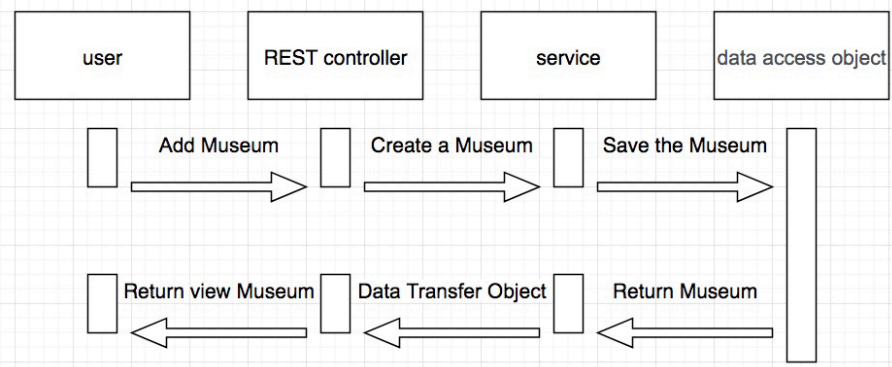 user
REST controller
service
data access object
Add Museum
Create a Museum
Save the Museum
Return view Museum
Data Transfer Object
Return Museum